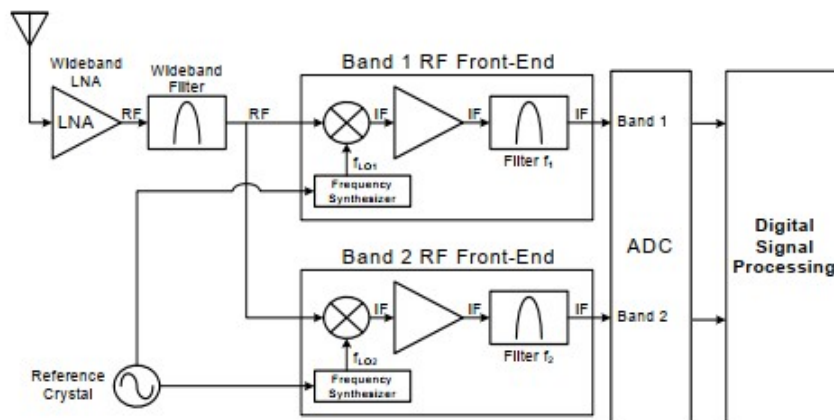 Wideband
LNA
LNA
RF
Wideband
Filter
RF
Band 1 RF Front-End
IF
IF
IF
Filter f₁
fLO1
Frequency
Synthesizer
Band 1
Band 2 RF Front-End
IF
IF
IF
Filter f₂
fLO2
Frequency
Synthesizer
Band 2
ADC
Digital
Signal
Processing
Reference
Crystal